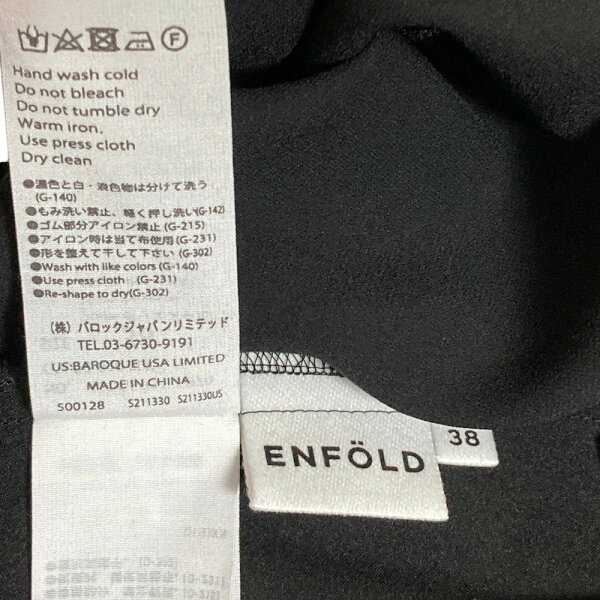 F
Hand wash cold
Do not bleach
Do not tumble dry
Warm iron.
Use press cloth
Dry clean
●濃色と白・淡色物は分けて洗う
(G-140)
●もみ洗い禁止、軽く押し洗い(G-142)
●ゴム部分アイロン禁止(G-215)
●アイロン時は当て布使用(G-231)
●形を整えて干して下さい(G-302)
●Wash with like colors (G-140)
●Use press cloth (G-231)
●Re-shape to dry(G-302)
(株) バロックジャパンリミテッド
TEL.03-6730-9191
US:BAROQUE USA LIMITED
MADE IN CHINA
500128 S211330 S211330US
38
ENFÖLD